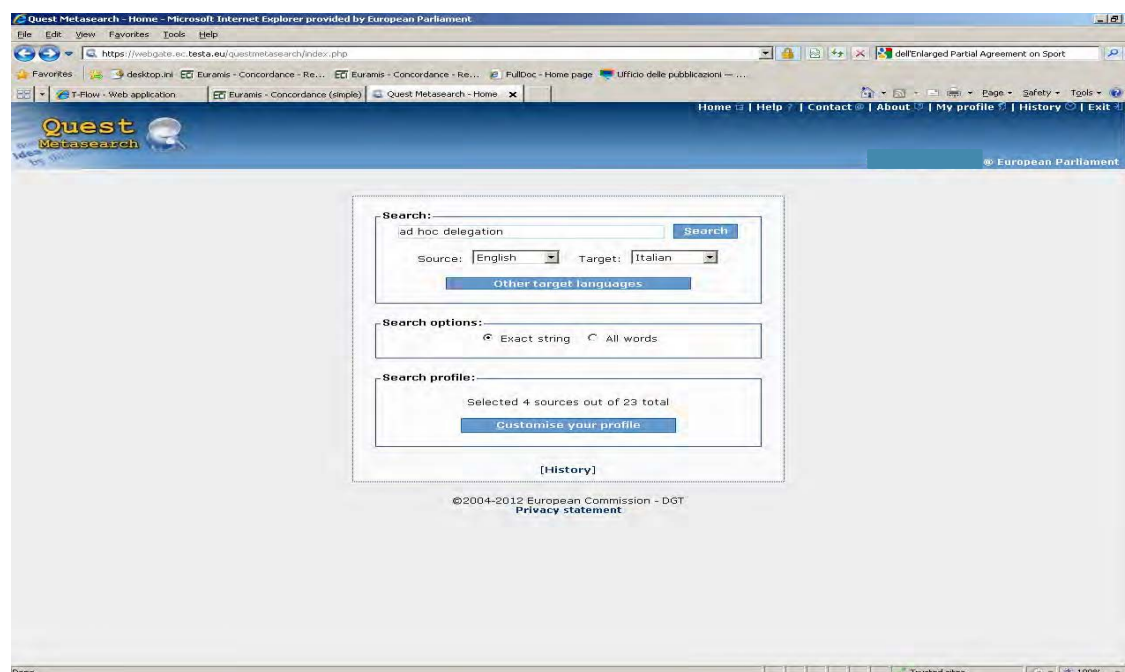 Quest Metasearch - Home - Microsoft Internet Explorer provided by European Parliament
File Edit View Favorites Tools Help
https://webgate.ec.testa.eu/questmetasearch/index.php dell'Enlarged Partial Agreement on Sport
Favorites desktop.ini Euramis - Concordance - Re... Euramis - Concordance - Re... FullDoc - Home page Ufficio delle pubblicazioni — ...
T-Flow - Web application Euramis - Concordance (simple) Quest Metasearch - Home Page Safety Tools
Home | Help ? | Contact | About | My profile | History | Exit
Quest
Metasearch
@ European Parliament
Search:
ad hoc delegation Search
Source: English Target: Italian
Other target languages
Search options:
Exact string All words
Search profile:
Selected 4 sources out of 23 total
Customise your profile
[History]
©2004-2012 European Commission - DGT
Privacy statement